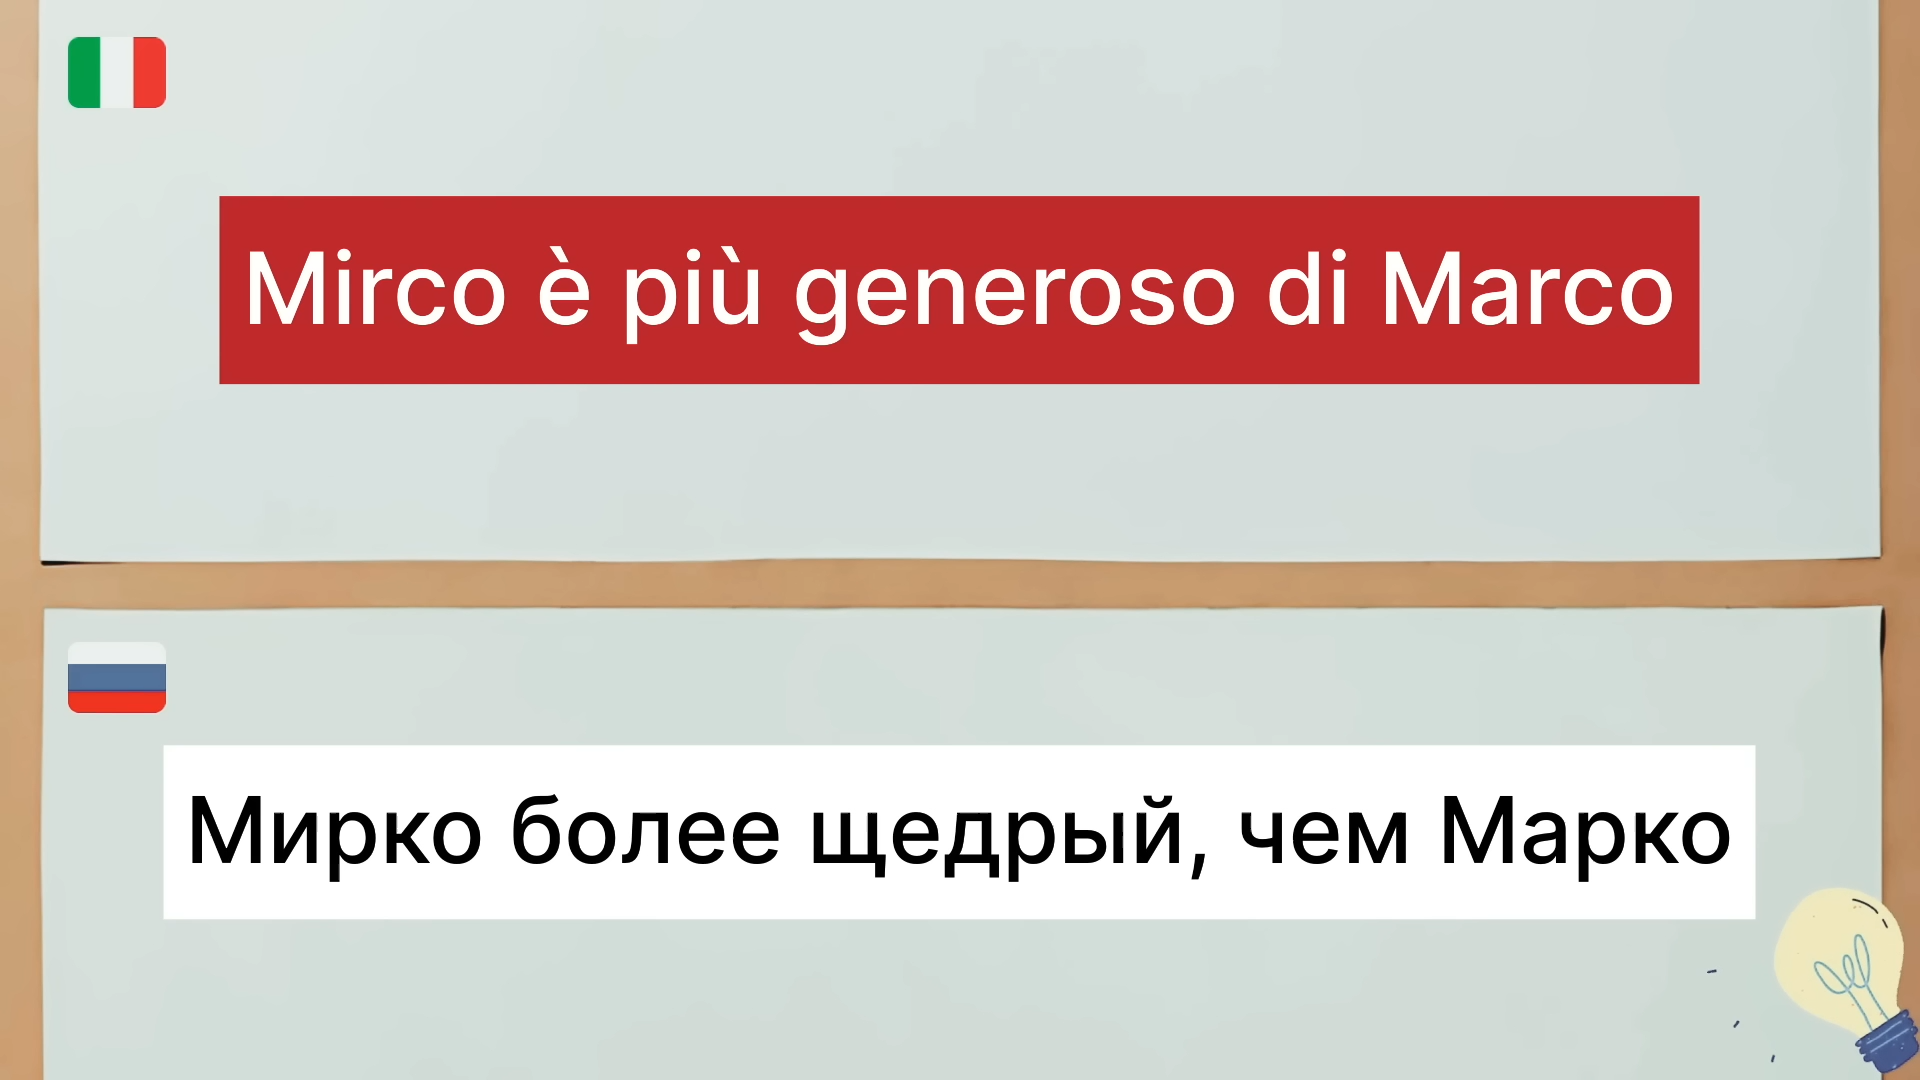 Mirco è più generoso di Marco
Мирко более щедрый, чем Марко